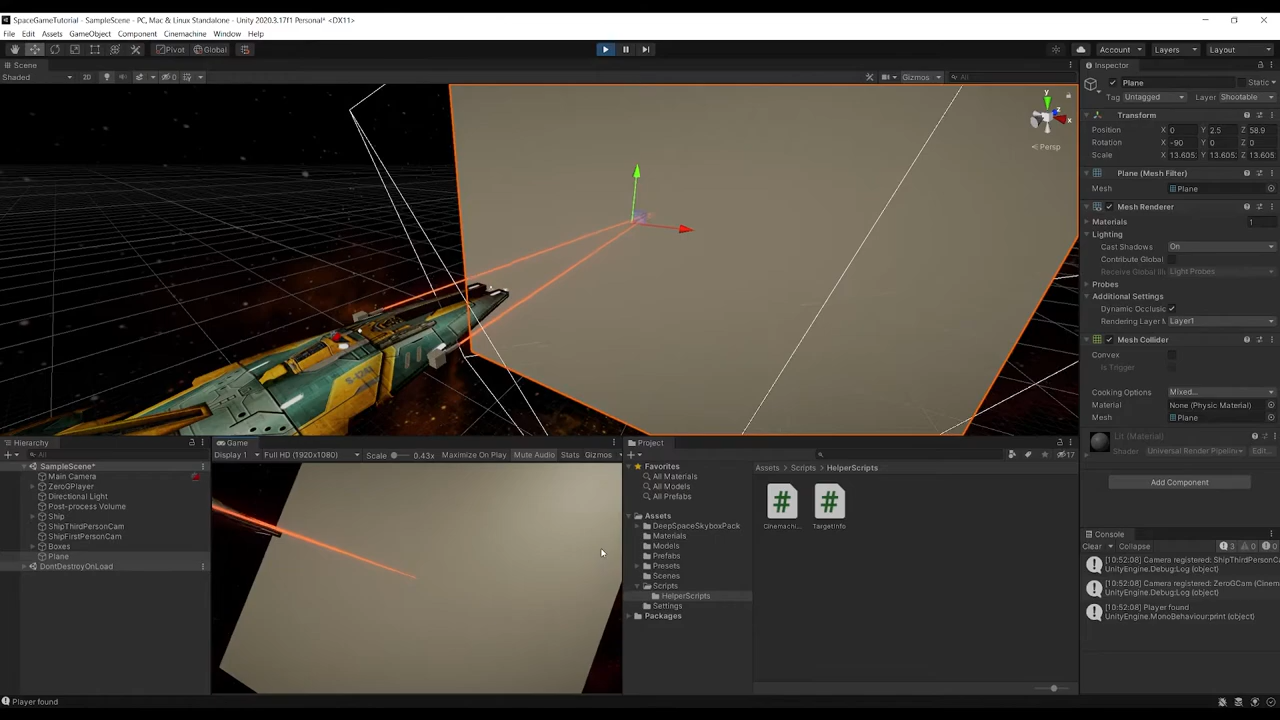 SpaceGameTutorial - SampleScene - PC, Mac & Linux Standalone - Unity 2020.3.17f1 Personal* <DX11>
File Edit Assets GameObject Component Cinemachine Window Help
Pivot Global Account Layers Layout
Scene
Shaded 2D Gizmos All
y
z
x
Persp
Inspector
Plane Static
Tag Untagged Layer Shootable
Transform
Position X 0 Y 2.5 Z 58.9
Rotation X -90 Y 0 Z 0
Scale X 13.605 Y 13.605 Z 13.605
Plane (Mesh Filter)
Mesh Plane
Mesh Renderer
Materials 1
Lighting
Cast Shadows On
Contribute Global
Receive Global Ill Light Probes
Probes
Additional Settings
Dynamic Occlusic
Rendering Layer M Layer1
Mesh Collider
Convex
Is Trigger
Cooking Options Mixed...
Material None (Physic Material)
Mesh Plane
Lit (Material)
Shader Universal Render Pipeline Edit...
Add Component
Hierarchy
All
SampleScene*
Main Camera
ZeroGPlayer
Directional Light
Post-process Volume
Ship
ShipThirdPersonCam
ShipFirstPersonCam
Boxes
Plane
DontDestroyOnLoad
Game
Display 1 Full HD (1920x1080) Scale 0.43x Maximize On Play Mute Audio Stats Gizmos
Project
17
Favorites
All Materials
All Models
All Prefabs
Assets
DeepSpaceSkyboxPack
Materials
Models
Prefabs
Presets
Scenes
Scripts
HelperScripts
Settings
Packages
Assets Scripts HelperScripts
Cinemachi... TargetInfo
Console
Clear Collapse 3 0 0
[10:52:08] Camera registered: ShipThirdPersonC
UnityEngine.Debug:Log (object)
[10:52:08] Camera registered: ZeroGCam (Cinem
UnityEngine.Debug:Log (object)
[10:52:08] Player found
UnityEngine.MonoBehaviour:print (object)
Player found